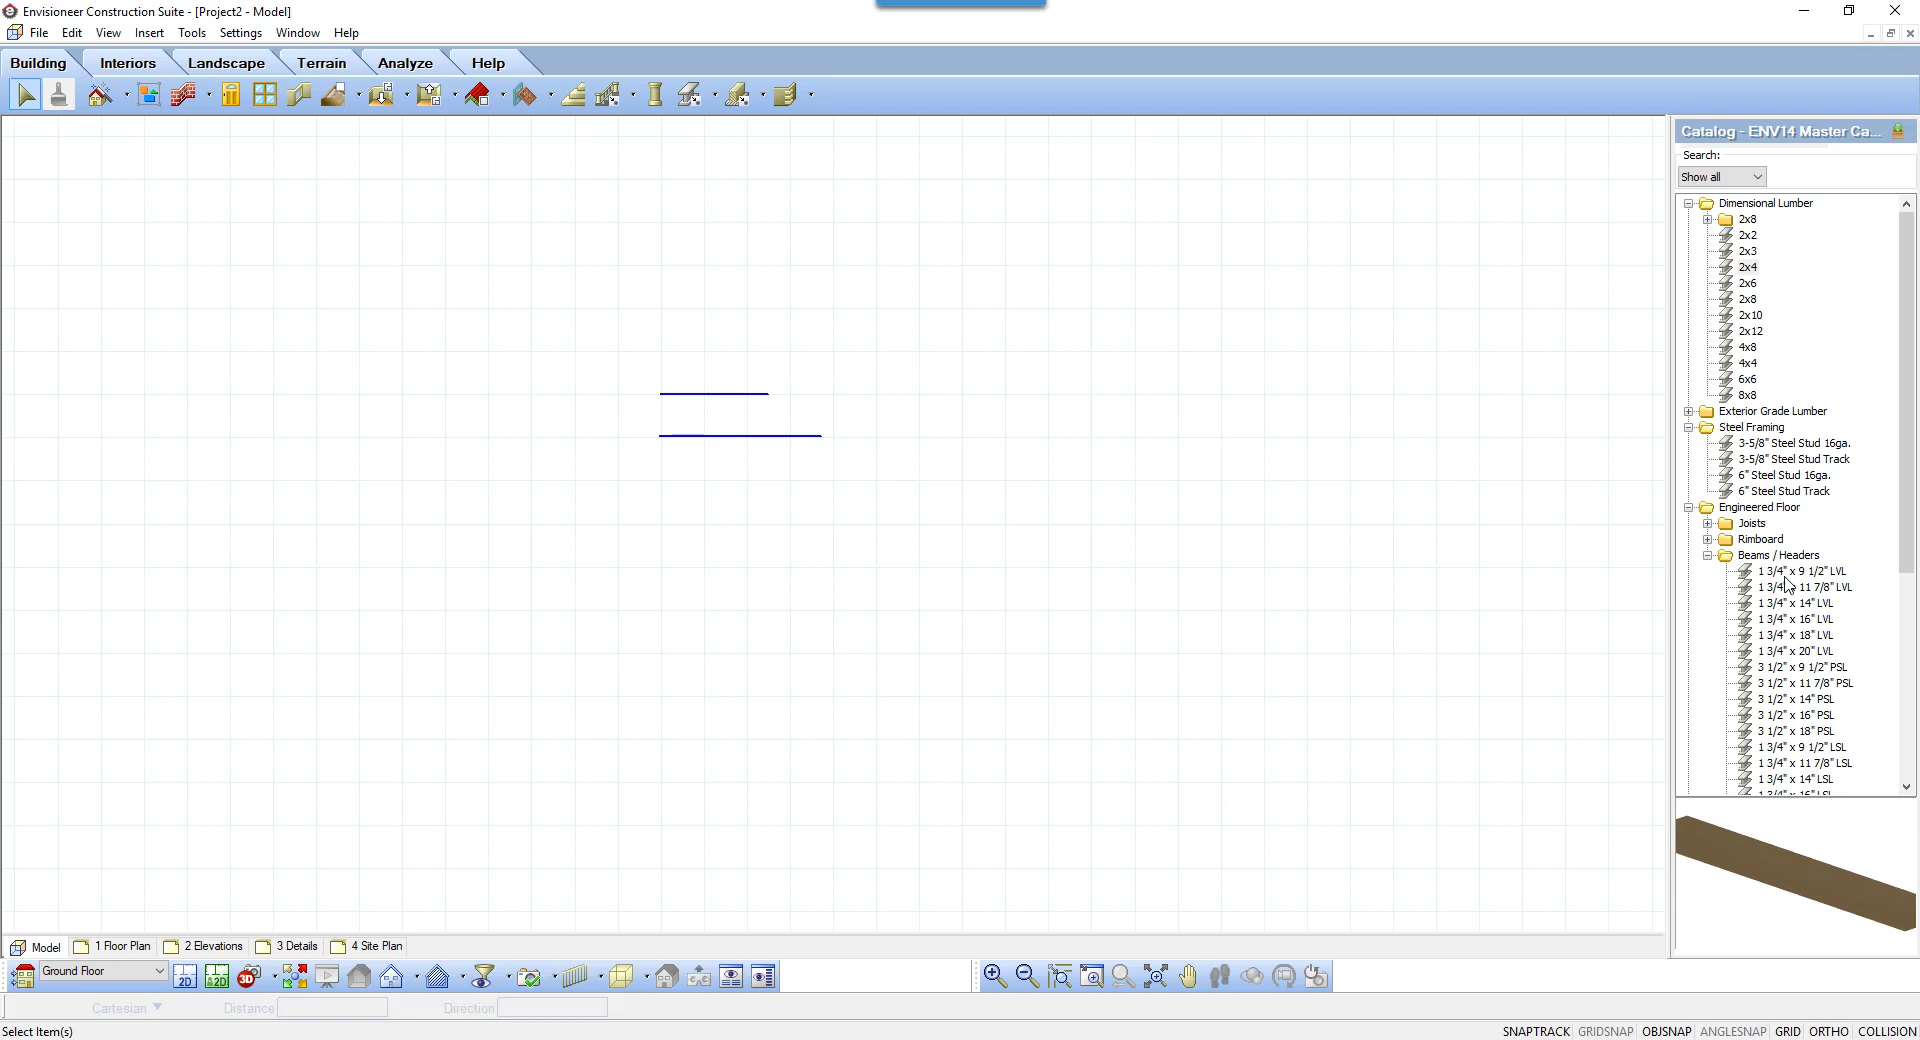 Envisioneer Construction Suite - [Project2 - Model]
File Edit View Insert Tools Settings Window Help
Building Interiors Landscape Terrain Analyze Help
Catalog - ENV14 Master Ca...
Search:
Show all
Dimensional Lumber
2x8
2x2
2x3
2x4
2x6
2x8
2x10
2x12
4x8
4x4
6x6
8x8
Exterior Grade Lumber
Steel Framing
3-5/8" Steel Stud 16ga.
3-5/8" Steel Stud Track
6" Steel Stud 16ga.
6" Steel Stud Track
Engineered Floor
Joists
Rimboard
Beams / Headers
1 3/4" x 9 1/2" LVL
1 3/4" x 11 7/8" LVL
1 3/4" x 14" LVL
1 3/4" x 16" LVL
1 3/4" x 18" LVL
1 3/4" x 20" LVL
3 1/2" x 9 1/2" PSL
3 1/2" x 11 7/8" PSL
3 1/2" x 14" PSL
3 1/2" x 16" PSL
3 1/2" x 18" PSL
1 3/4" x 9 1/2" LSL
1 3/4" x 11 7/8" LSL
1 3/4" x 14" LSL
1 3/4" x 16" LSL
Model 1 Floor Plan 2 Elevations 3 Details 4 Site Plan
Ground Floor 2D 2D 3D
Cartesian Distance Direction
Select Item(s) SNAPTRACK GRIDSNAP OBJSNAP ANGLESNAP GRID ORTHO COLLISION